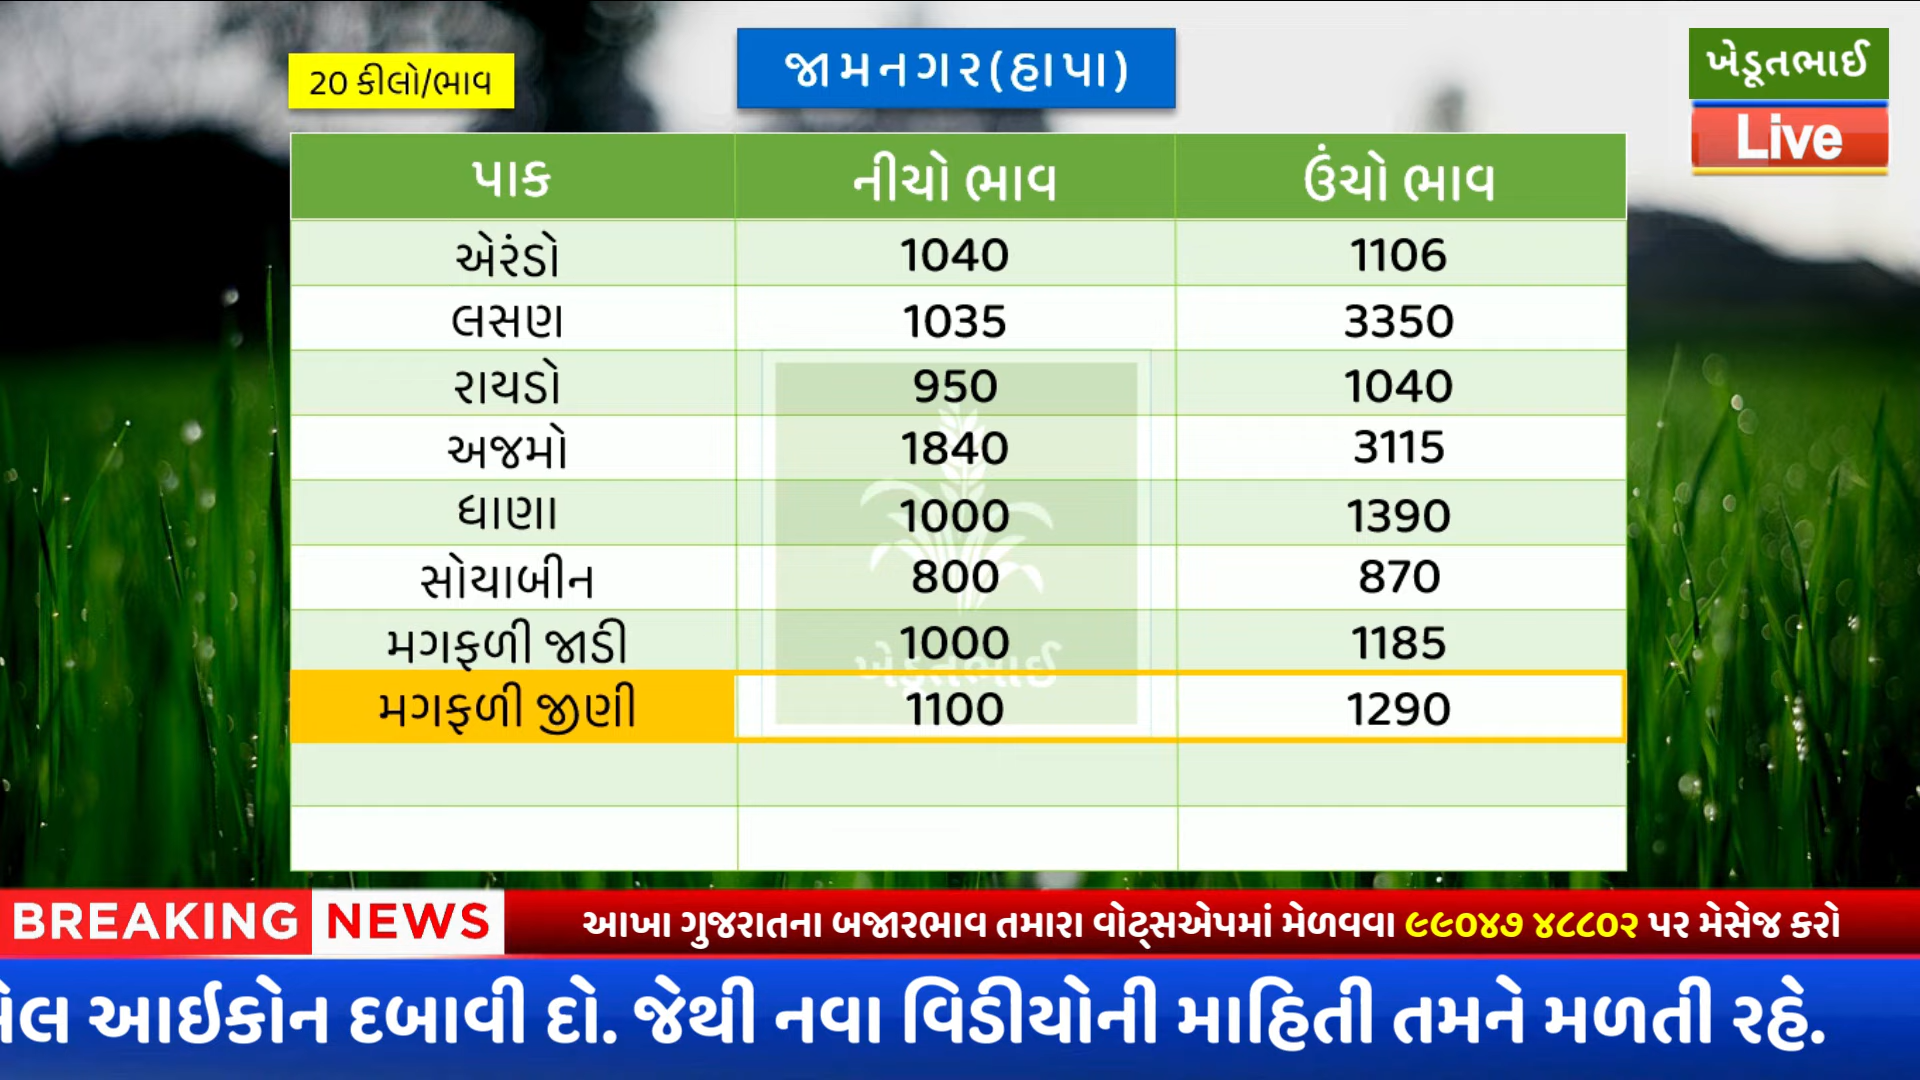 20 કીલો/ભાવ
જામનગર(હાપા)
ખેડૂતભાઈ
Live
પાક નીચો ભાવ ઉંચો ભાવ
એરંડો 1040 1106
લસણ 1035 3350
રાયડો 950 1040
અજમો 1840 3115
ધાણા 1000 1390
સોયાબીન 800 870
મગફળી જાડી 1000 1185
ખેડૂતભાઈ
મગફળી જીણી 1100 1290
BREAKING NEWS આખા ગુજરાતના બજારભાવ તમારા વોટ્સએપમાં મેળવવા ૯૯૦૪૭ ૪૮૮૦૨ પર મેસેજ કરો
આઇકોન દબાવી દો. જેથી નવા વિડીયોની માહિતી તમને મળતી રહે.